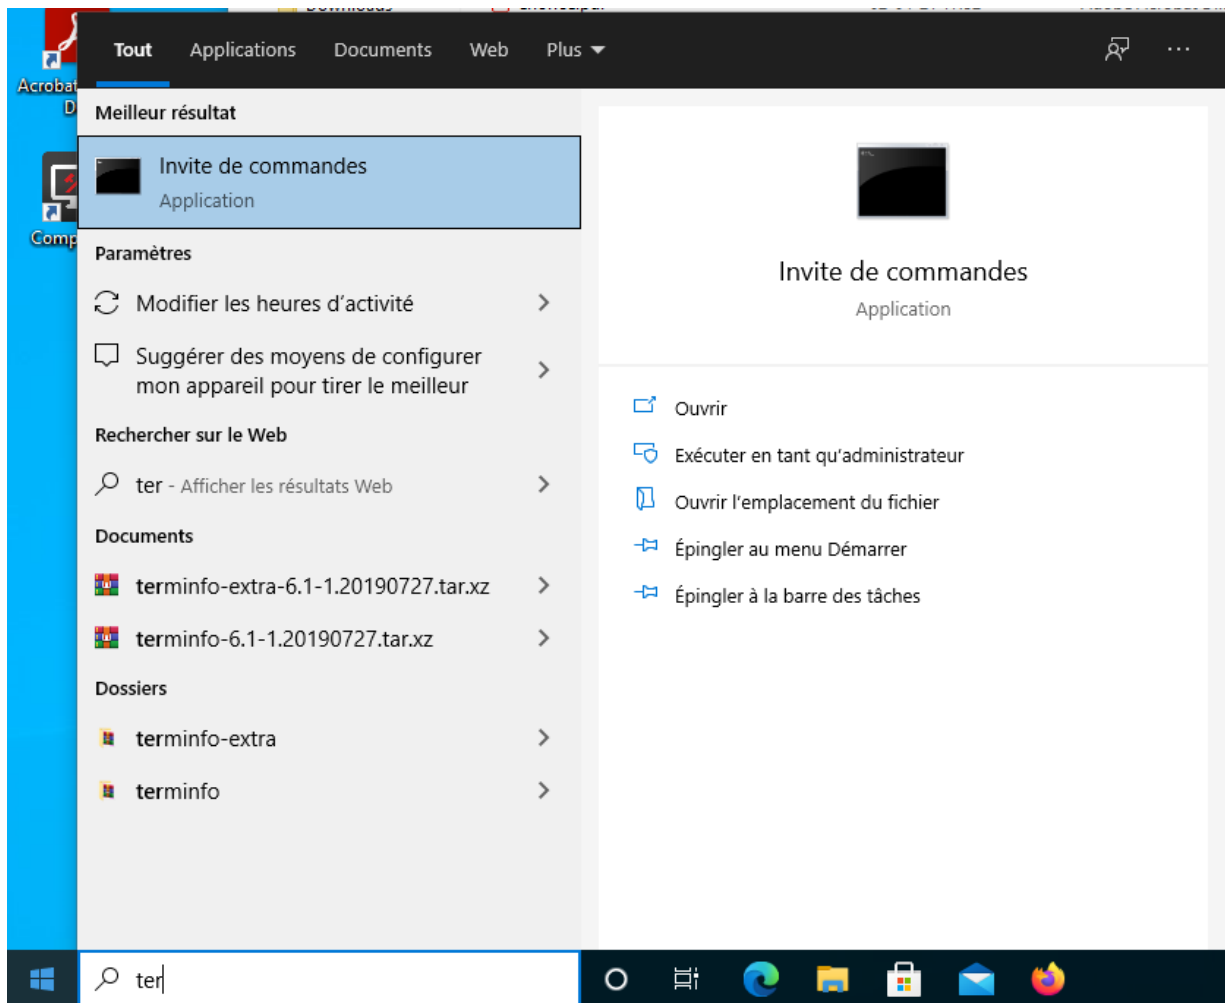 Downloads
Tout Applications Documents Web Plus
Acrobat
D
Meilleur résultat
Invite de commandes
Application
Comp
Paramètres
Modifier les heures d'activité
Suggérer des moyens de configurer
mon appareil pour tirer le meilleur
Rechercher sur le Web
ter - Afficher les résultats Web
Documents
terminfo-extra-6.1-1.20190727.tar.xz
terminfo-6.1-1.20190727.tar.xz
Dossiers
terminfo-extra
terminfo
Invite de commandes
Application
Ouvrir
Exécuter en tant qu'administrateur
Ouvrir l'emplacement du fichier
Épingler au menu Démarrer
Épingler à la barre des tâches
ter